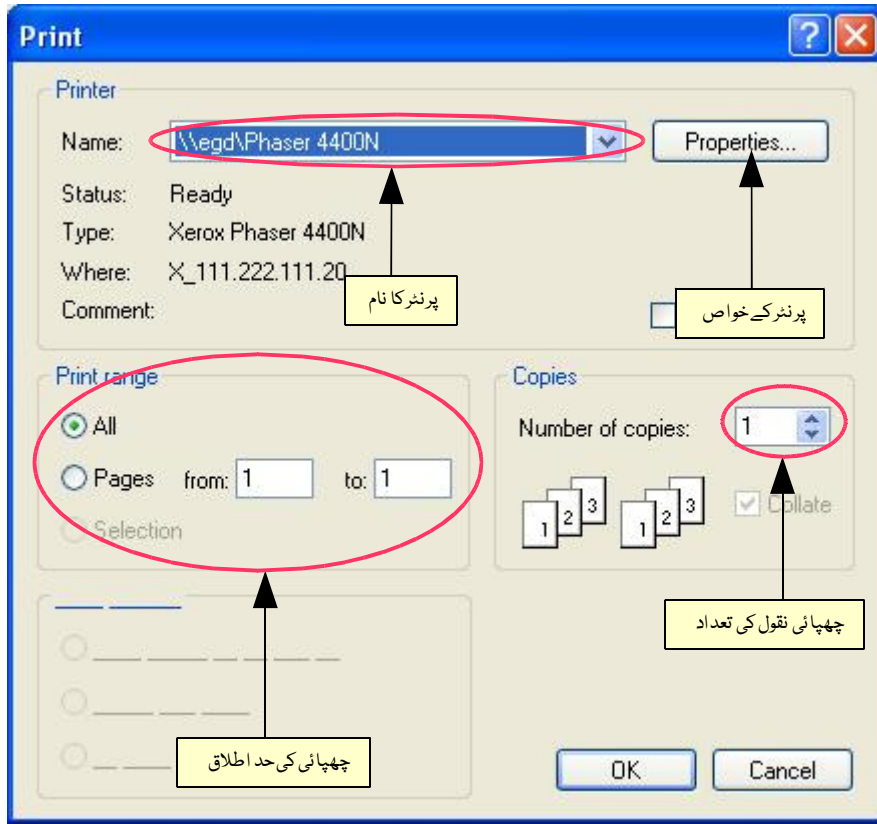 Print
Printer
Name: \\egd\Phaser 4400N Properties...
Status: Ready
Type: Xerox Phaser 4400N
Where: X_111.222.111.20
Comment:
پرنٹر کا نام
پرنٹر کے خواص
Print range
All
Pages from: 1 to: 1
Selection
Copies
Number of copies: 1
1 2 3 1 2 3
Collate
چھپائی نقول کی تعداد
چھپائی کی حد اطلاق
OK Cancel